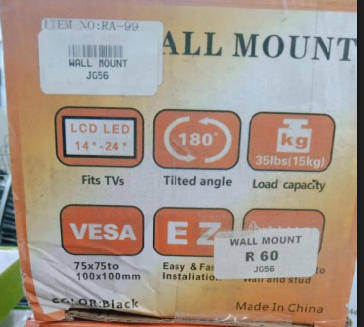 ITEM NO:RA-99
WALL MOUNT
JG56
ALL MOUNT
LCD LED
14"-24"
180°
kg
35lbs(15kg)
Fits TVs
Tilted angle
Load capacity
VESA
EZ
WALL MOUNT
R 60
JG56
75x75to
100x100mm
Easy & Fas
Instaliation
to
wall and stud
COLOR:Black
Made In China